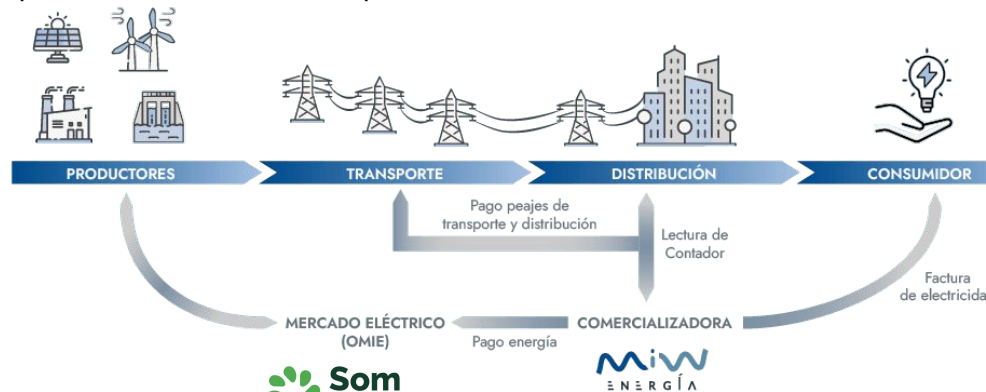 PRODUCTORES
TRANSPORTE
DISTRIBUCIÓN
CONSUMIDOR
Pago peajes de
transporte y distribución
Lectura de
Contador
Factura
de electricida
MERCADO ELÉCTRICO
(OMIE)
Pago energía
COMERCIALIZADORA
Som
MiW
ENERGÍA